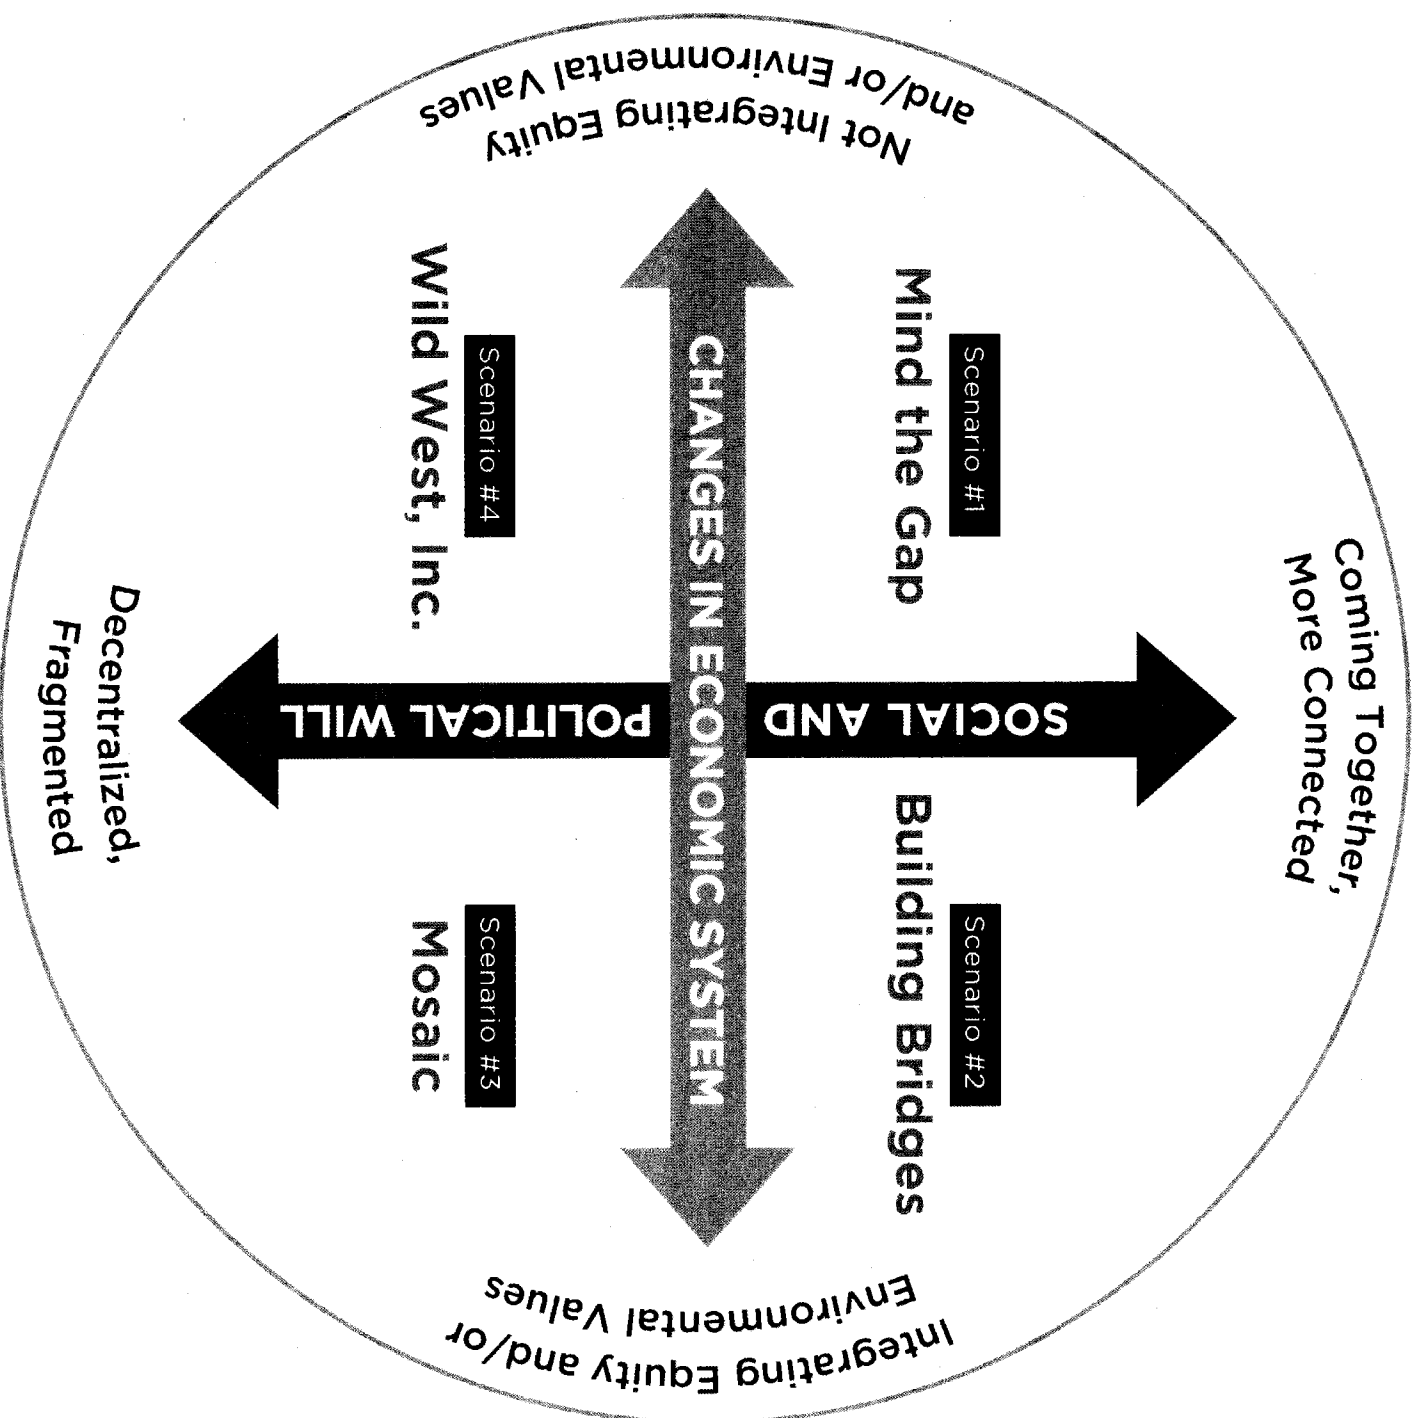 Coming Together,
More Connected
Scenario #1
Mind the Gap
Scenario #2
Building Bridges
SOCIAL AND
POLITICAL WILL
CHANGES IN ECONOMIC SYSTEM
Not Integrating Equity
and/or Environmental Values
Integrating Equity and/or
Environmental Values
Scenario #4
Wild West, Inc.
Scenario #3
Mosaic
Decentralized,
Fragmented